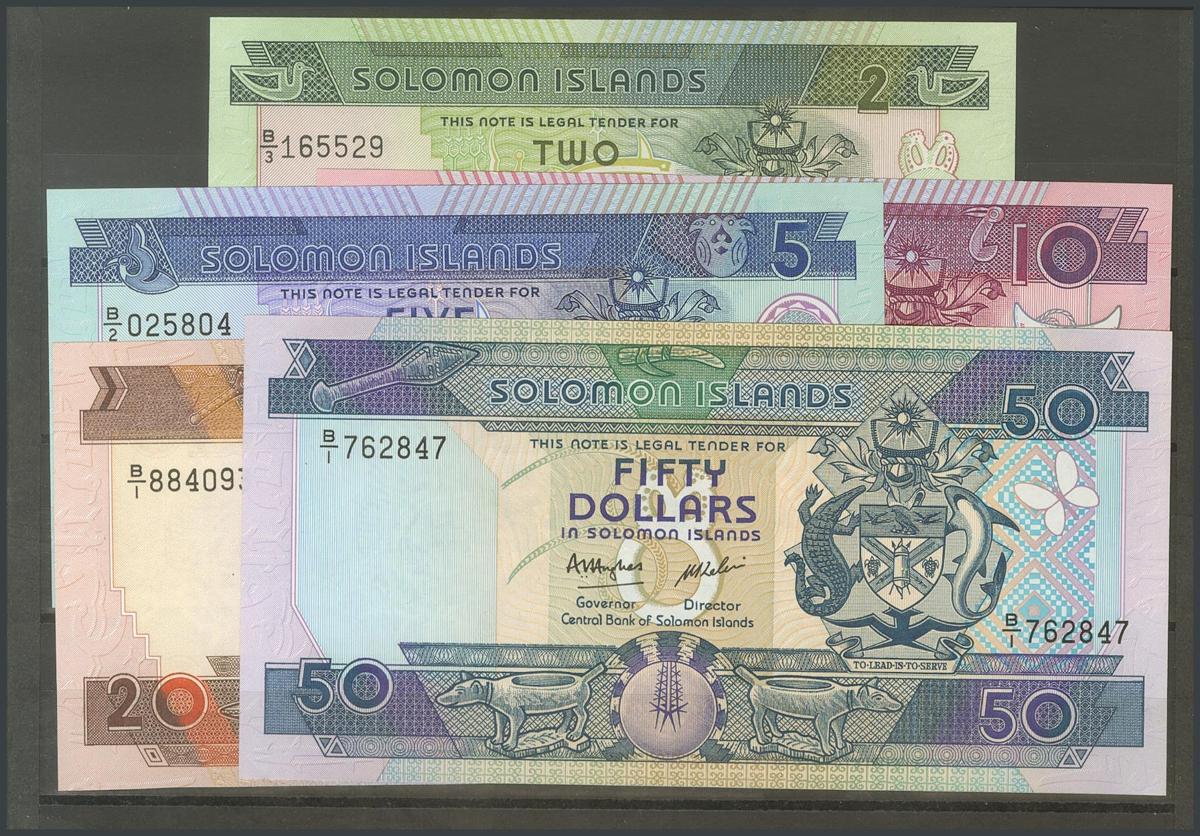 SOLOMON ISLANDS 2
THIS NOTE IS LEGAL TENDER FOR
B/3 165529
TWO
SOLOMON ISLANDS 5
10
THIS NOTE IS LEGAL TENDER FOR
B/2 025804
FIVE
SOLOMON ISLANDS 50
THIS NOTE IS LEGAL TENDER FOR
B/1 762847
FIFTY
DOLLARS
IN SOLOMON ISLANDS
B/1 88409
Governor Director
Central Bank of Solomon Islands
B/1 762847
TO·LEAD·IS·TO·SERVE
20
50 50